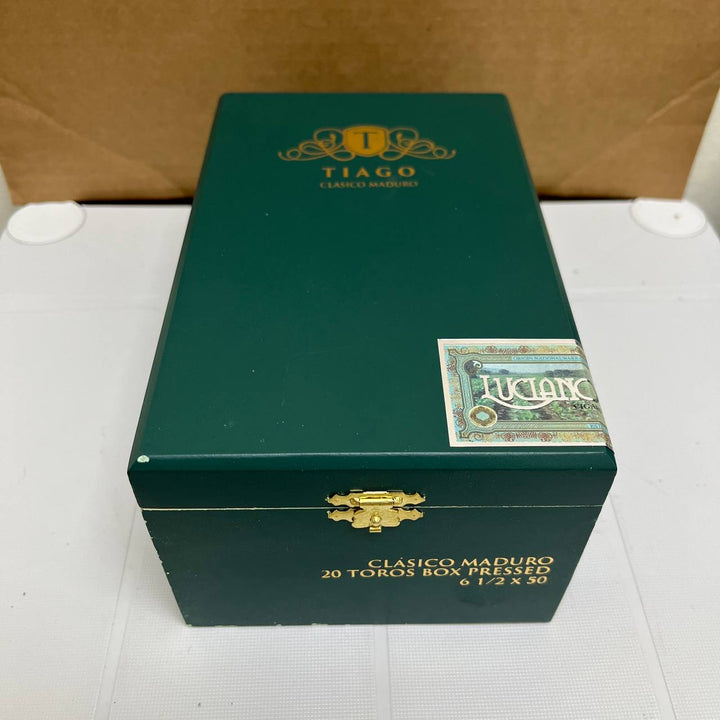 T
TIAGO
CLÁSICO MADURO
LUCIANO
CLÁSICO MADURO
20 TOROS BOX PRESSED
6 1/2 X 50